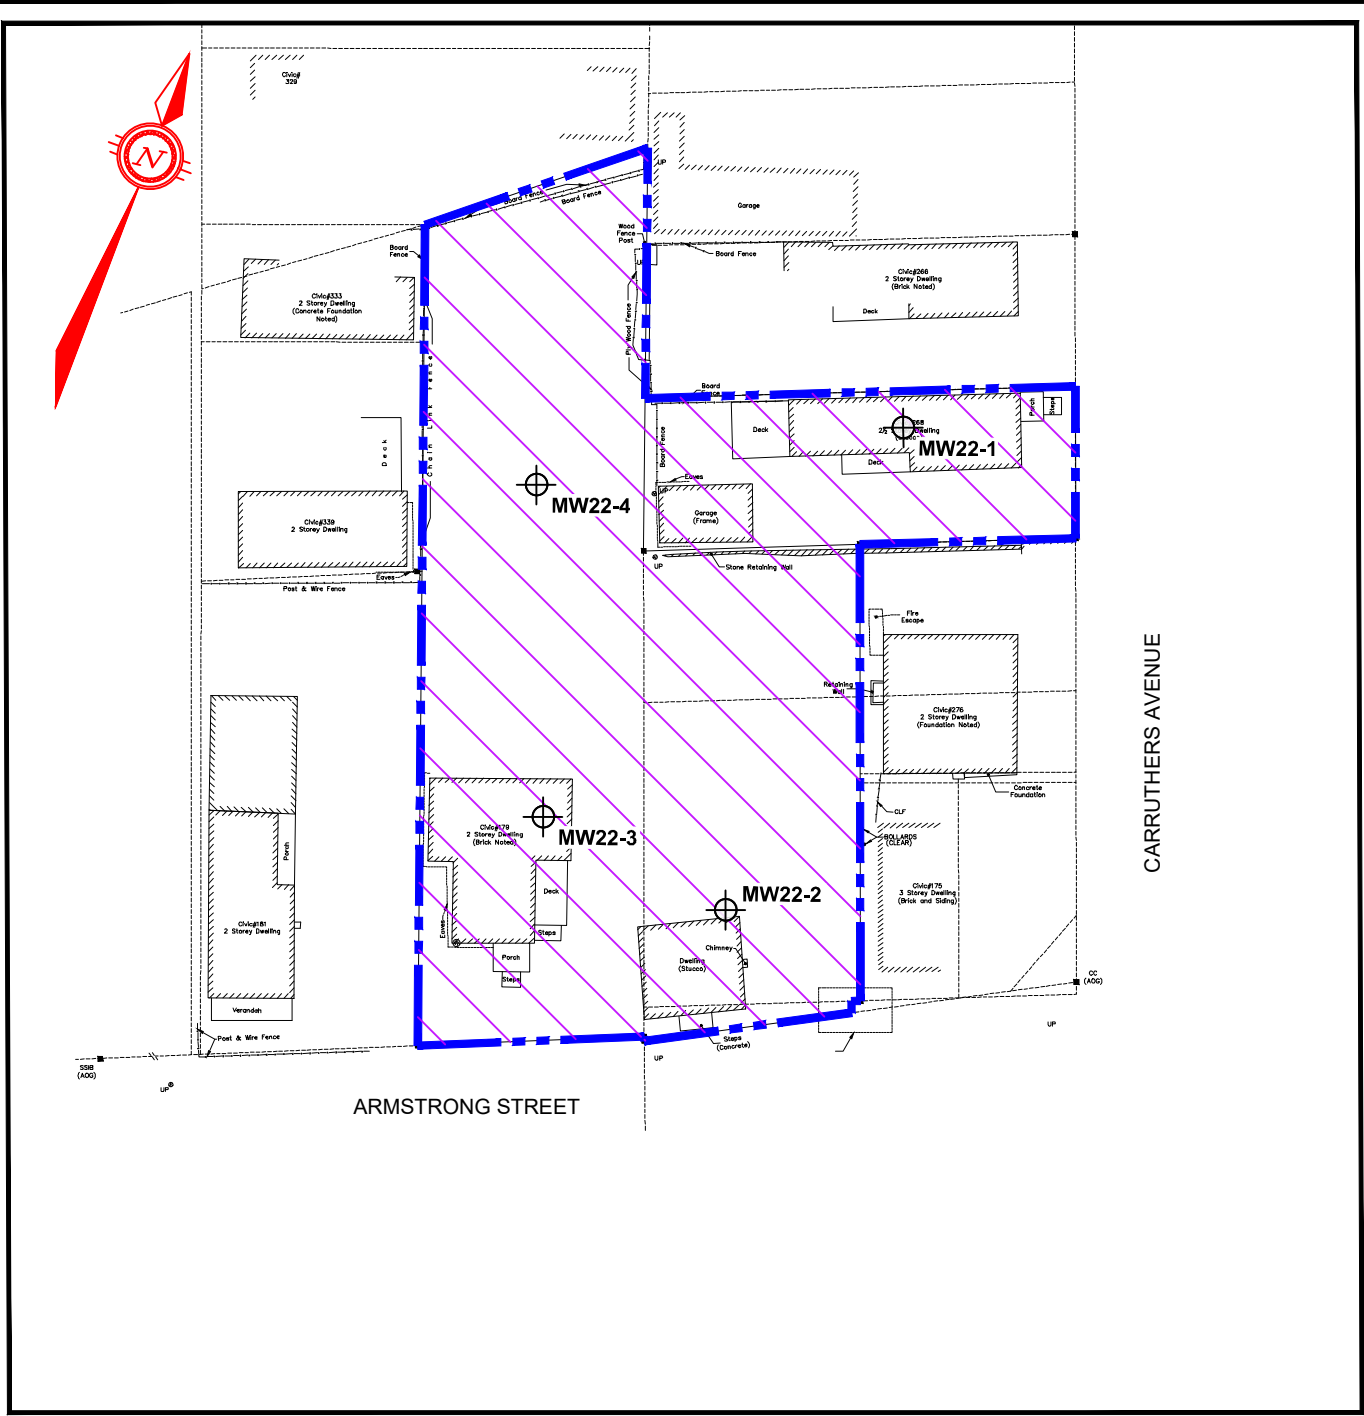 Civic#
329
N
UP
Board Fence
Board Fence
Garage
Wood
Fence
Post
Board
Fence
Board Fence
Civic#266
2 Storey Dwelling
(Brick Noted)
Deck
Civic#333
2 Storey Dwelling
(Concrete Foundation
Noted)
Ply Wood Fence
Chain Link Fence
Board
Fence
Porch
Steps
Deck
Dwelling
MW22-1
Deck
Board Fence
Deck
Eaves
UP
MW22-4
Garage
(Frame)
Civic#339
2 Storey Dwelling
UP
Stone Retaining Wall
Eaves
Post & Wire Fence
Fire
Escape
CARRUTHERS AVENUE
Retaining
Wall
Civic#276
2 Storey Dwelling
(Foundation Noted)
Concrete
Foundation
CLF
BOLLARDS
(CLEAR)
Civic#179
2 Storey Dwelling
(Brick Noted)
MW22-3
Porch
Civic#175
3 Storey Dwelling
(Brick and Siding)
Deck
MW22-2
Civic#181
2 Storey Dwelling
Eaves
Steps
Chimney
Porch
Dwelling
(Stucco)
Steps
CC
(AOG)
Verandah
UP
Post & Wire Fence
Steps
(Concrete)
UP
SSIB
(AOG)
UP
ARMSTRONG STREET